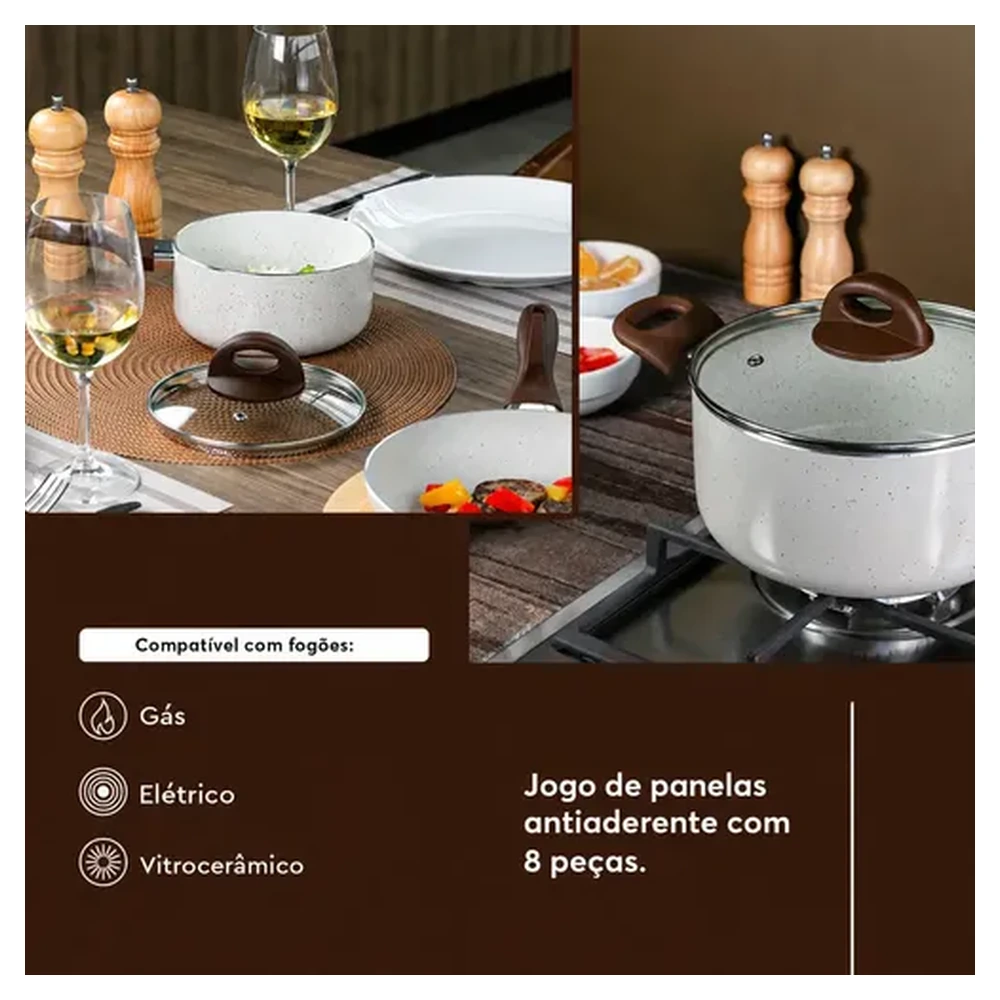 Compatível com fogões:
Gás
Elétrico
Vitrocerâmico
Jogo de panelas
antiaderente com
8 peças.